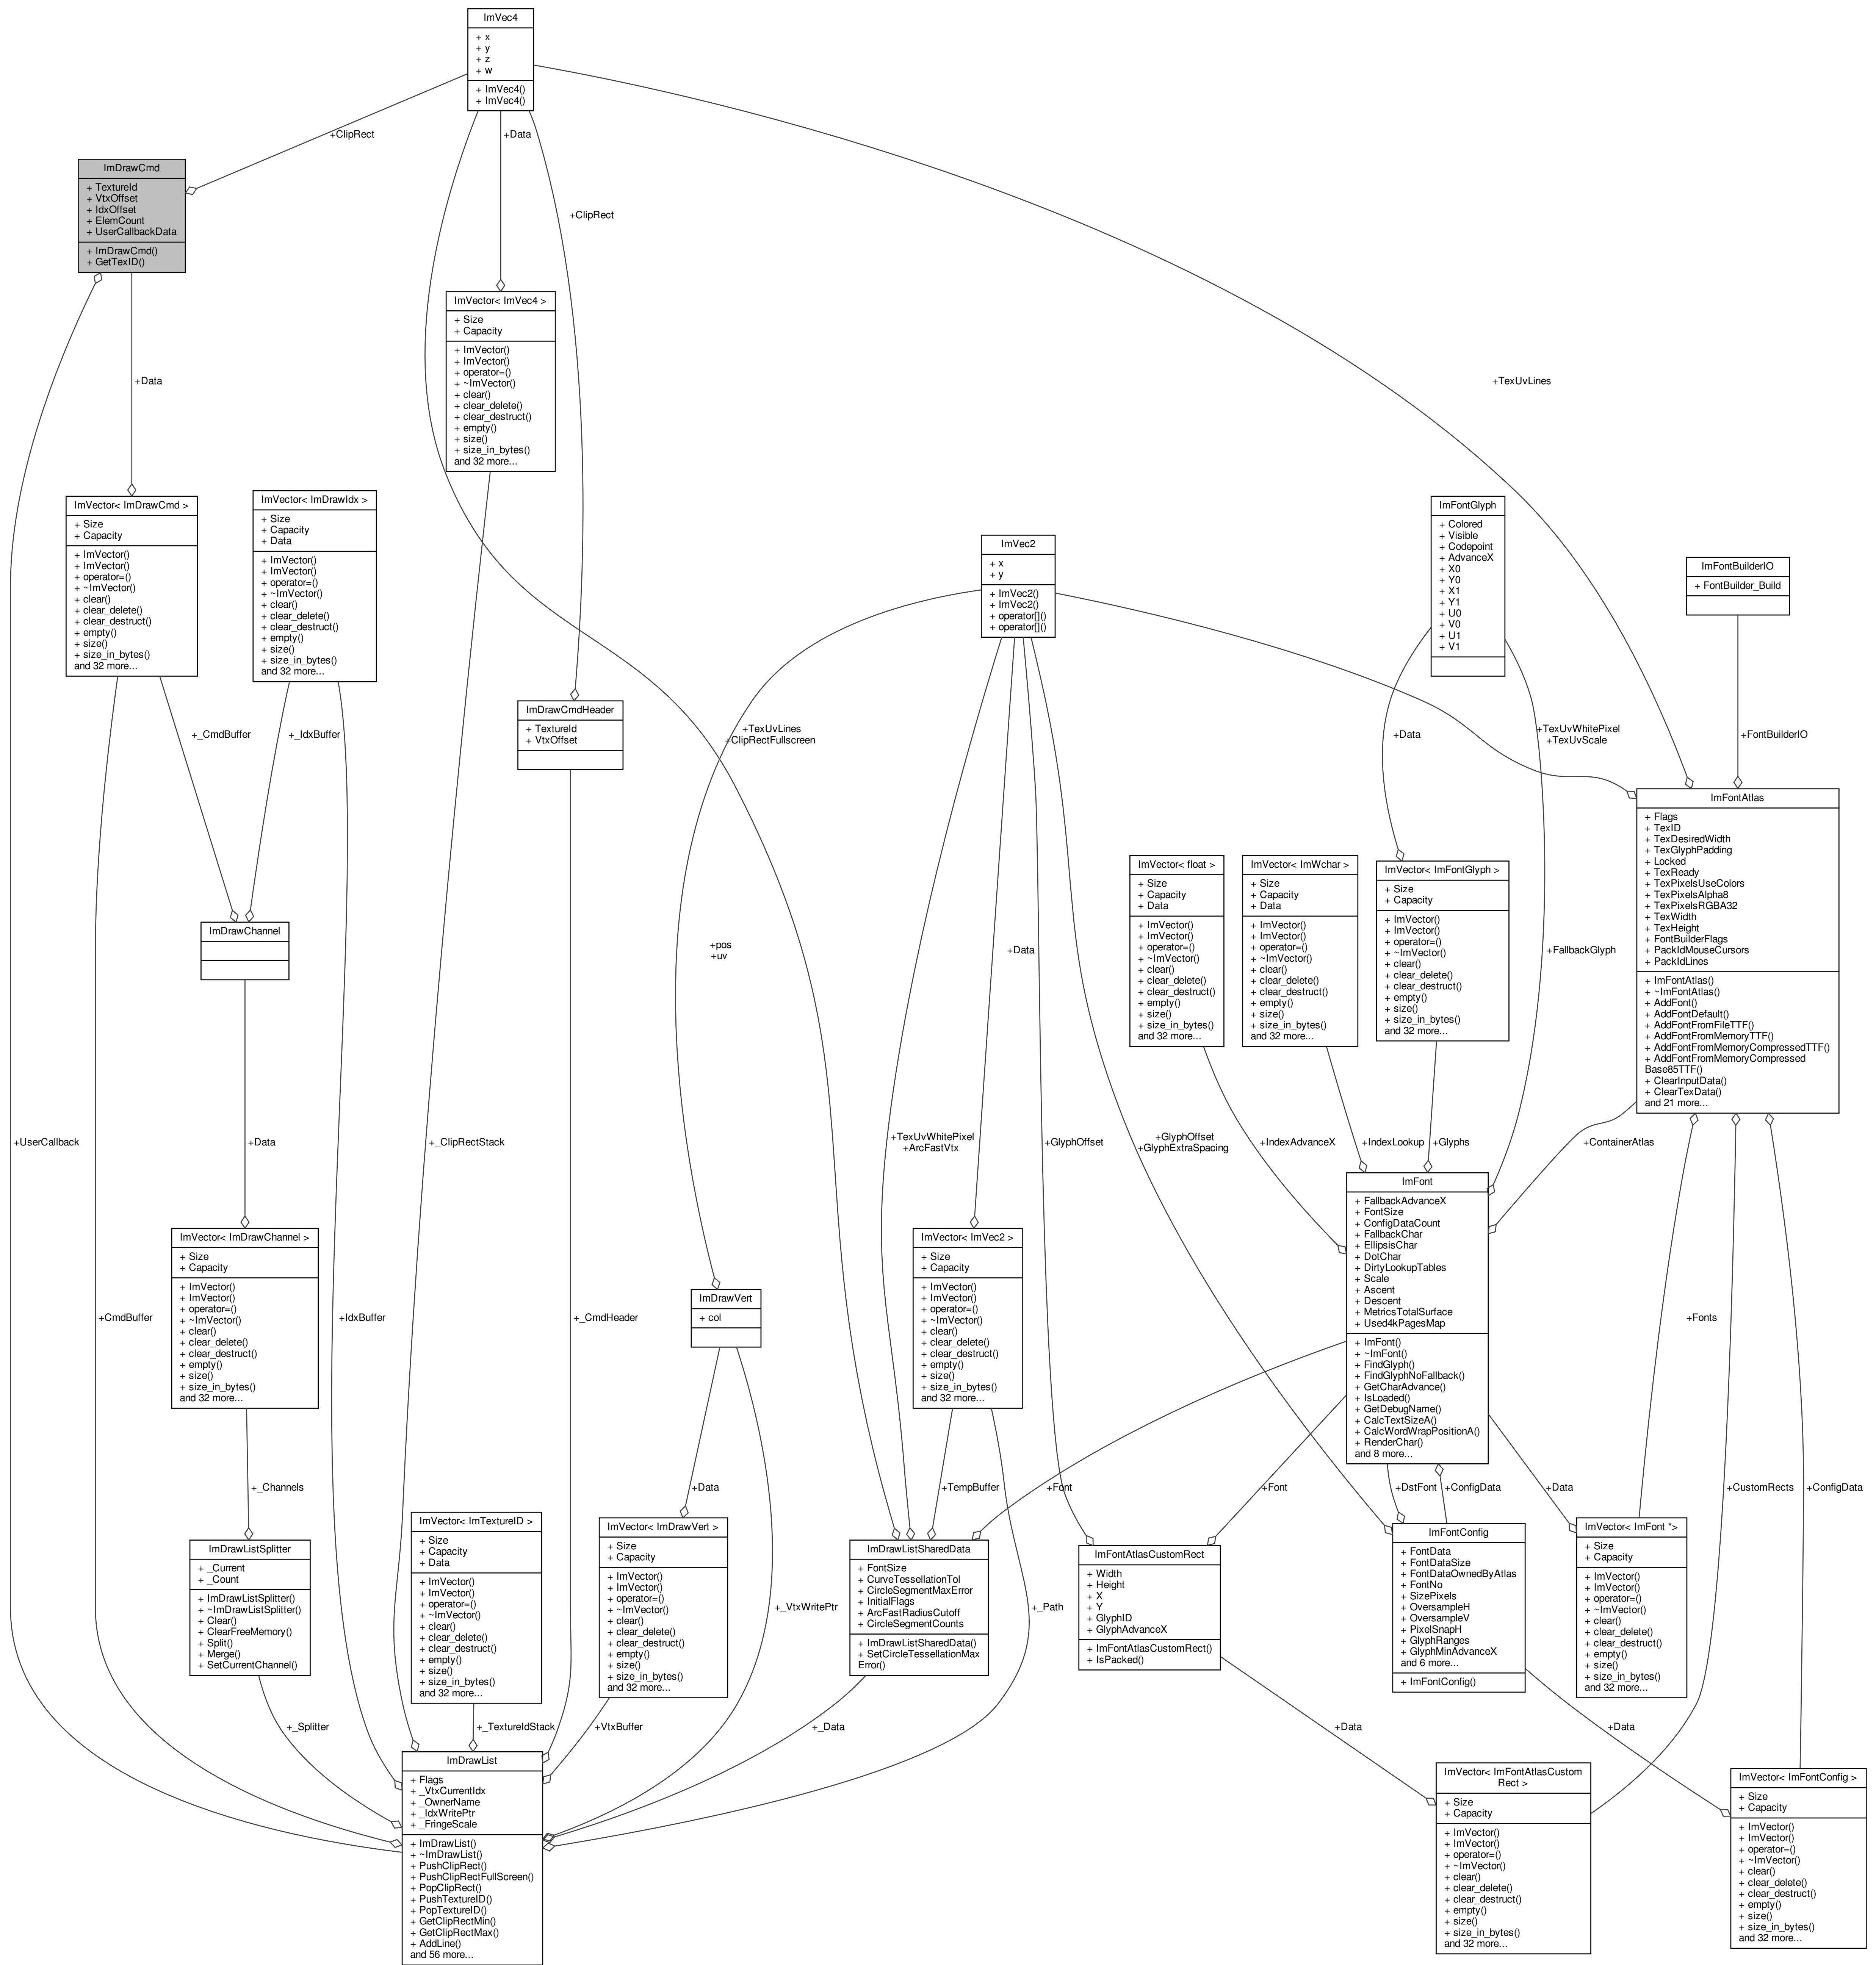 ImVec4
+ x
+ y
+ z
+ w
+ ImVec4()
+ ImVec4()
+ClipRect
+Data
+ClipRect
+TexUvLines
ImDrawCmd
+ TextureId
+ VtxOffset
+ IdxOffset
+ ElemCount
+ UserCallbackData
+ ImDrawCmd()
+ GetTexID()
+Data
ImVector< ImVec4 >
+ Size
+ Capacity
+ ImVector()
+ ImVector()
+ operator=()
+ ~ImVector()
+ clear()
+ clear_delete()
+ clear_destruct()
+ empty()
+ size()
+ size_in_bytes()
and 32 more...
ImVector< ImDrawCmd >
+ Size
+ Capacity
+ ImVector()
+ ImVector()
+ operator=()
+ ~ImVector()
+ clear()
+ clear_delete()
+ clear_destruct()
+ empty()
+ size()
+ size_in_bytes()
and 32 more...
ImVector< ImDrawIdx >
+ Size
+ Capacity
+ Data
+ ImVector()
+ ImVector()
+ operator=()
+ ~ImVector()
+ clear()
+ clear_delete()
+ clear_destruct()
+ empty()
+ size()
+ size_in_bytes()
and 32 more...
ImVec2
+ x
+ y
+ ImVec2()
+ ImVec2()
+ operator[]()
+ operator[]()
ImFontGlyph
+ Colored
+ Visible
+ Codepoint
+ AdvanceX
+ X0
+ Y0
+ X1
+ Y1
+ U0
+ V0
+ U1
+ V1
ImFontBuilderIO
+ FontBuilder_Build
ImDrawCmdHeader
+ TextureId
+ VtxOffset
+_CmdBuffer
+_IdxBuffer
+TexUvLines
+ClipRectFullscreen
+Data
+TexUvWhitePixel
+TexUvScale
+FontBuilderIO
ImFontAtlas
+ Flags
+ TexID
+ TexDesiredWidth
+ TexGlyphPadding
+ Locked
+ TexReady
+ TexPixelsUseColors
+ TexPixelsAlpha8
+ TexPixelsRGBA32
+ TexWidth
+ TexHeight
+ FontBuilderFlags
+ PackIdMouseCursors
+ PackIdLines
+ ImFontAtlas()
+ ~ImFontAtlas()
+ AddFont()
+ AddFontDefault()
+ AddFontFromFileTTF()
+ AddFontFromMemoryTTF()
+ AddFontFromMemoryCompressedTTF()
+ AddFontFromMemoryCompressed
Base85TTF()
+ ClearInputData()
+ ClearTexData()
and 21 more...
ImVector< float >
+ Size
+ Capacity
+ Data
+ ImVector()
+ ImVector()
+ operator=()
+ ~ImVector()
+ clear()
+ clear_delete()
+ clear_destruct()
+ empty()
+ size()
+ size_in_bytes()
and 32 more...
ImVector< ImWchar >
+ Size
+ Capacity
+ Data
+ ImVector()
+ ImVector()
+ operator=()
+ ~ImVector()
+ clear()
+ clear_delete()
+ clear_destruct()
+ empty()
+ size()
+ size_in_bytes()
and 32 more...
ImVector< ImFontGlyph >
+ Size
+ Capacity
+ ImVector()
+ ImVector()
+ operator=()
+ ~ImVector()
+ clear()
+ clear_delete()
+ clear_destruct()
+ empty()
+ size()
+ size_in_bytes()
and 32 more...
ImDrawChannel
+pos
+uv
+Data
+FallbackGlyph
+UserCallback
+Data
+_ClipRectStack
+TexUvWhitePixel
+ArcFastVtx
+GlyphOffset
+GlyphOffset
+GlyphExtraSpacing
+IndexAdvanceX
+IndexLookup
+Glyphs
+ContainerAtlas
ImFont
+ FallbackAdvanceX
+ FontSize
+ ConfigDataCount
+ FallbackChar
+ EllipsisChar
+ DotChar
+ DirtyLookupTables
+ Scale
+ Ascent
+ Descent
+ MetricsTotalSurface
+ Used4kPagesMap
+ ImFont()
+ ~ImFont()
+ FindGlyph()
+ FindGlyphNoFallback()
+ GetCharAdvance()
+ IsLoaded()
+ GetDebugName()
+ CalcTextSizeA()
+ CalcWordWrapPositionA()
+ RenderChar()
and 8 more...
ImVector< ImDrawChannel >
+ Size
+ Capacity
+ ImVector()
+ ImVector()
+ operator=()
+ ~ImVector()
+ clear()
+ clear_delete()
+ clear_destruct()
+ empty()
+ size()
+ size_in_bytes()
and 32 more...
ImVector< ImVec2 >
+ Size
+ Capacity
+ ImVector()
+ ImVector()
+ operator=()
+ ~ImVector()
+ clear()
+ clear_delete()
+ clear_destruct()
+ empty()
+ size()
+ size_in_bytes()
and 32 more...
ImDrawVert
+ col
+CmdBuffer
+IdxBuffer
+_CmdHeader
+Fonts
+_Channels
+Data
+TempBuffer
+Font
+Font
+DstFont
+ConfigData
+Data
+CustomRects
+ConfigData
ImDrawListSplitter
+ _Current
+ _Count
+ ImDrawListSplitter()
+ ~ImDrawListSplitter()
+ Clear()
+ ClearFreeMemory()
+ Split()
+ Merge()
+ SetCurrentChannel()
ImVector< ImTextureID >
+ Size
+ Capacity
+ Data
+ ImVector()
+ ImVector()
+ operator=()
+ ~ImVector()
+ clear()
+ clear_delete()
+ clear_destruct()
+ empty()
+ size()
+ size_in_bytes()
and 32 more...
ImVector< ImDrawVert >
+ Size
+ Capacity
+ ImVector()
+ ImVector()
+ operator=()
+ ~ImVector()
+ clear()
+ clear_delete()
+ clear_destruct()
+ empty()
+ size()
+ size_in_bytes()
and 32 more...
+_VtxWritePtr
ImDrawListSharedData
+ FontSize
+ CurveTessellationTol
+ CircleSegmentMaxError
+ InitialFlags
+ ArcFastRadiusCutoff
+ CircleSegmentCounts
+ ImDrawListSharedData()
+ SetCircleTessellationMax
Error()
+_Path
ImFontAtlasCustomRect
+ Width
+ Height
+ X
+ Y
+ GlyphID
+ GlyphAdvanceX
+ ImFontAtlasCustomRect()
+ IsPacked()
ImFontConfig
+ FontData
+ FontDataSize
+ FontDataOwnedByAtlas
+ FontNo
+ SizePixels
+ OversampleH
+ OversampleV
+ PixelSnapH
+ GlyphRanges
+ GlyphMinAdvanceX
and 6 more...
+ ImFontConfig()
ImVector< ImFont *>
+ Size
+ Capacity
+ ImVector()
+ ImVector()
+ operator=()
+ ~ImVector()
+ clear()
+ clear_delete()
+ clear_destruct()
+ empty()
+ size()
+ size_in_bytes()
and 32 more...
+_Splitter
+_TextureIdStack
+VtxBuffer
+_Data
+Data
+Data
ImDrawList
+ Flags
+ _VtxCurrentIdx
+ _OwnerName
+ _IdxWritePtr
+ _FringeScale
+ ImDrawList()
+ ~ImDrawList()
+ PushClipRect()
+ PushClipRectFullScreen()
+ PopClipRect()
+ PushTextureID()
+ PopTextureID()
+ GetClipRectMin()
+ GetClipRectMax()
+ AddLine()
and 56 more...
ImVector< ImFontAtlasCustom
Rect >
+ Size
+ Capacity
+ ImVector()
+ ImVector()
+ operator=()
+ ~ImVector()
+ clear()
+ clear_delete()
+ clear_destruct()
+ empty()
+ size()
+ size_in_bytes()
and 32 more...
ImVector< ImFontConfig >
+ Size
+ Capacity
+ ImVector()
+ ImVector()
+ operator=()
+ ~ImVector()
+ clear()
+ clear_delete()
+ clear_destruct()
+ empty()
+ size()
+ size_in_bytes()
and 32 more...